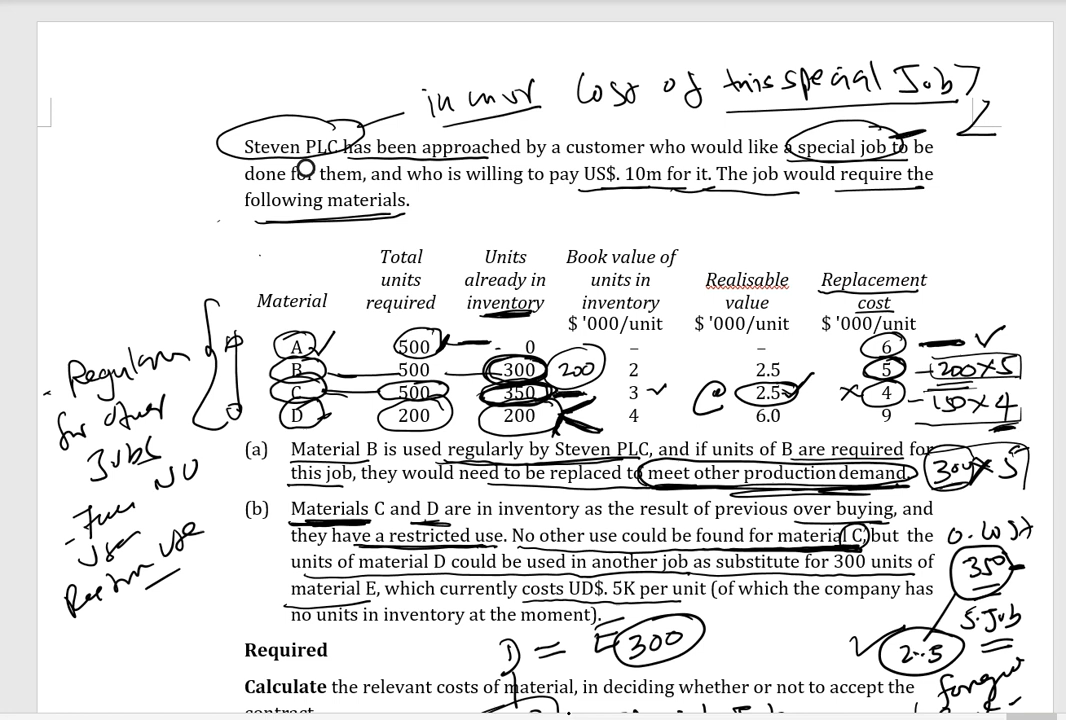 in cur cost of this special Job?
Steven PLC has been approached by a customer who would like a special job to be
done for them, and who is willing to pay US$. 10m for it. The job would require the
following materials.
Total Units Book value of
units already in units in Realisable Replacement
Material required inventory inventory value cost
$ '000/unit $ '000/unit $ '000/unit
A 500 - 0 – – 6
B 500 300 200 2 2.5 5 200 x 5
C 500 350 3 2.5 4 150 x 4
D 200 200 4 6.0 9
- Regular
for other
Jobs
NO
use
Return use
(a) Material B is used regularly by Steven PLC, and if units of B are required for
this job, they would need to be replaced to meet other production demand. 300 x 5
(b) Materials C and D are in inventory as the result of previous over buying, and
they have a restricted use. No other use could be found for material C, but the O. Cost
units of material D could be used in another job as substitute for 300 units of 350
material E, which currently costs UD$. 5K per unit (of which the company has
no units in inventory at the moment). S. Job
D = E 300 2.5
Required
Calculate the relevant costs of material, in deciding whether or not to accept the
contract